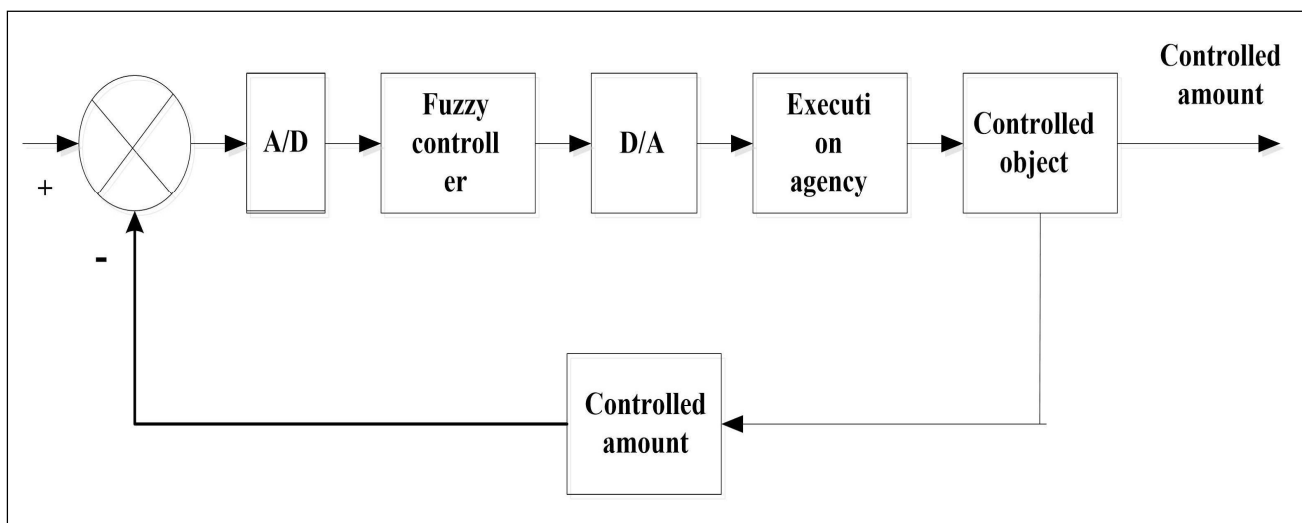 +
-
A/D
Fuzzy
controll
er
D/A
Executi
on
agency
Controlled
object
Controlled
amount
Controlled
amount